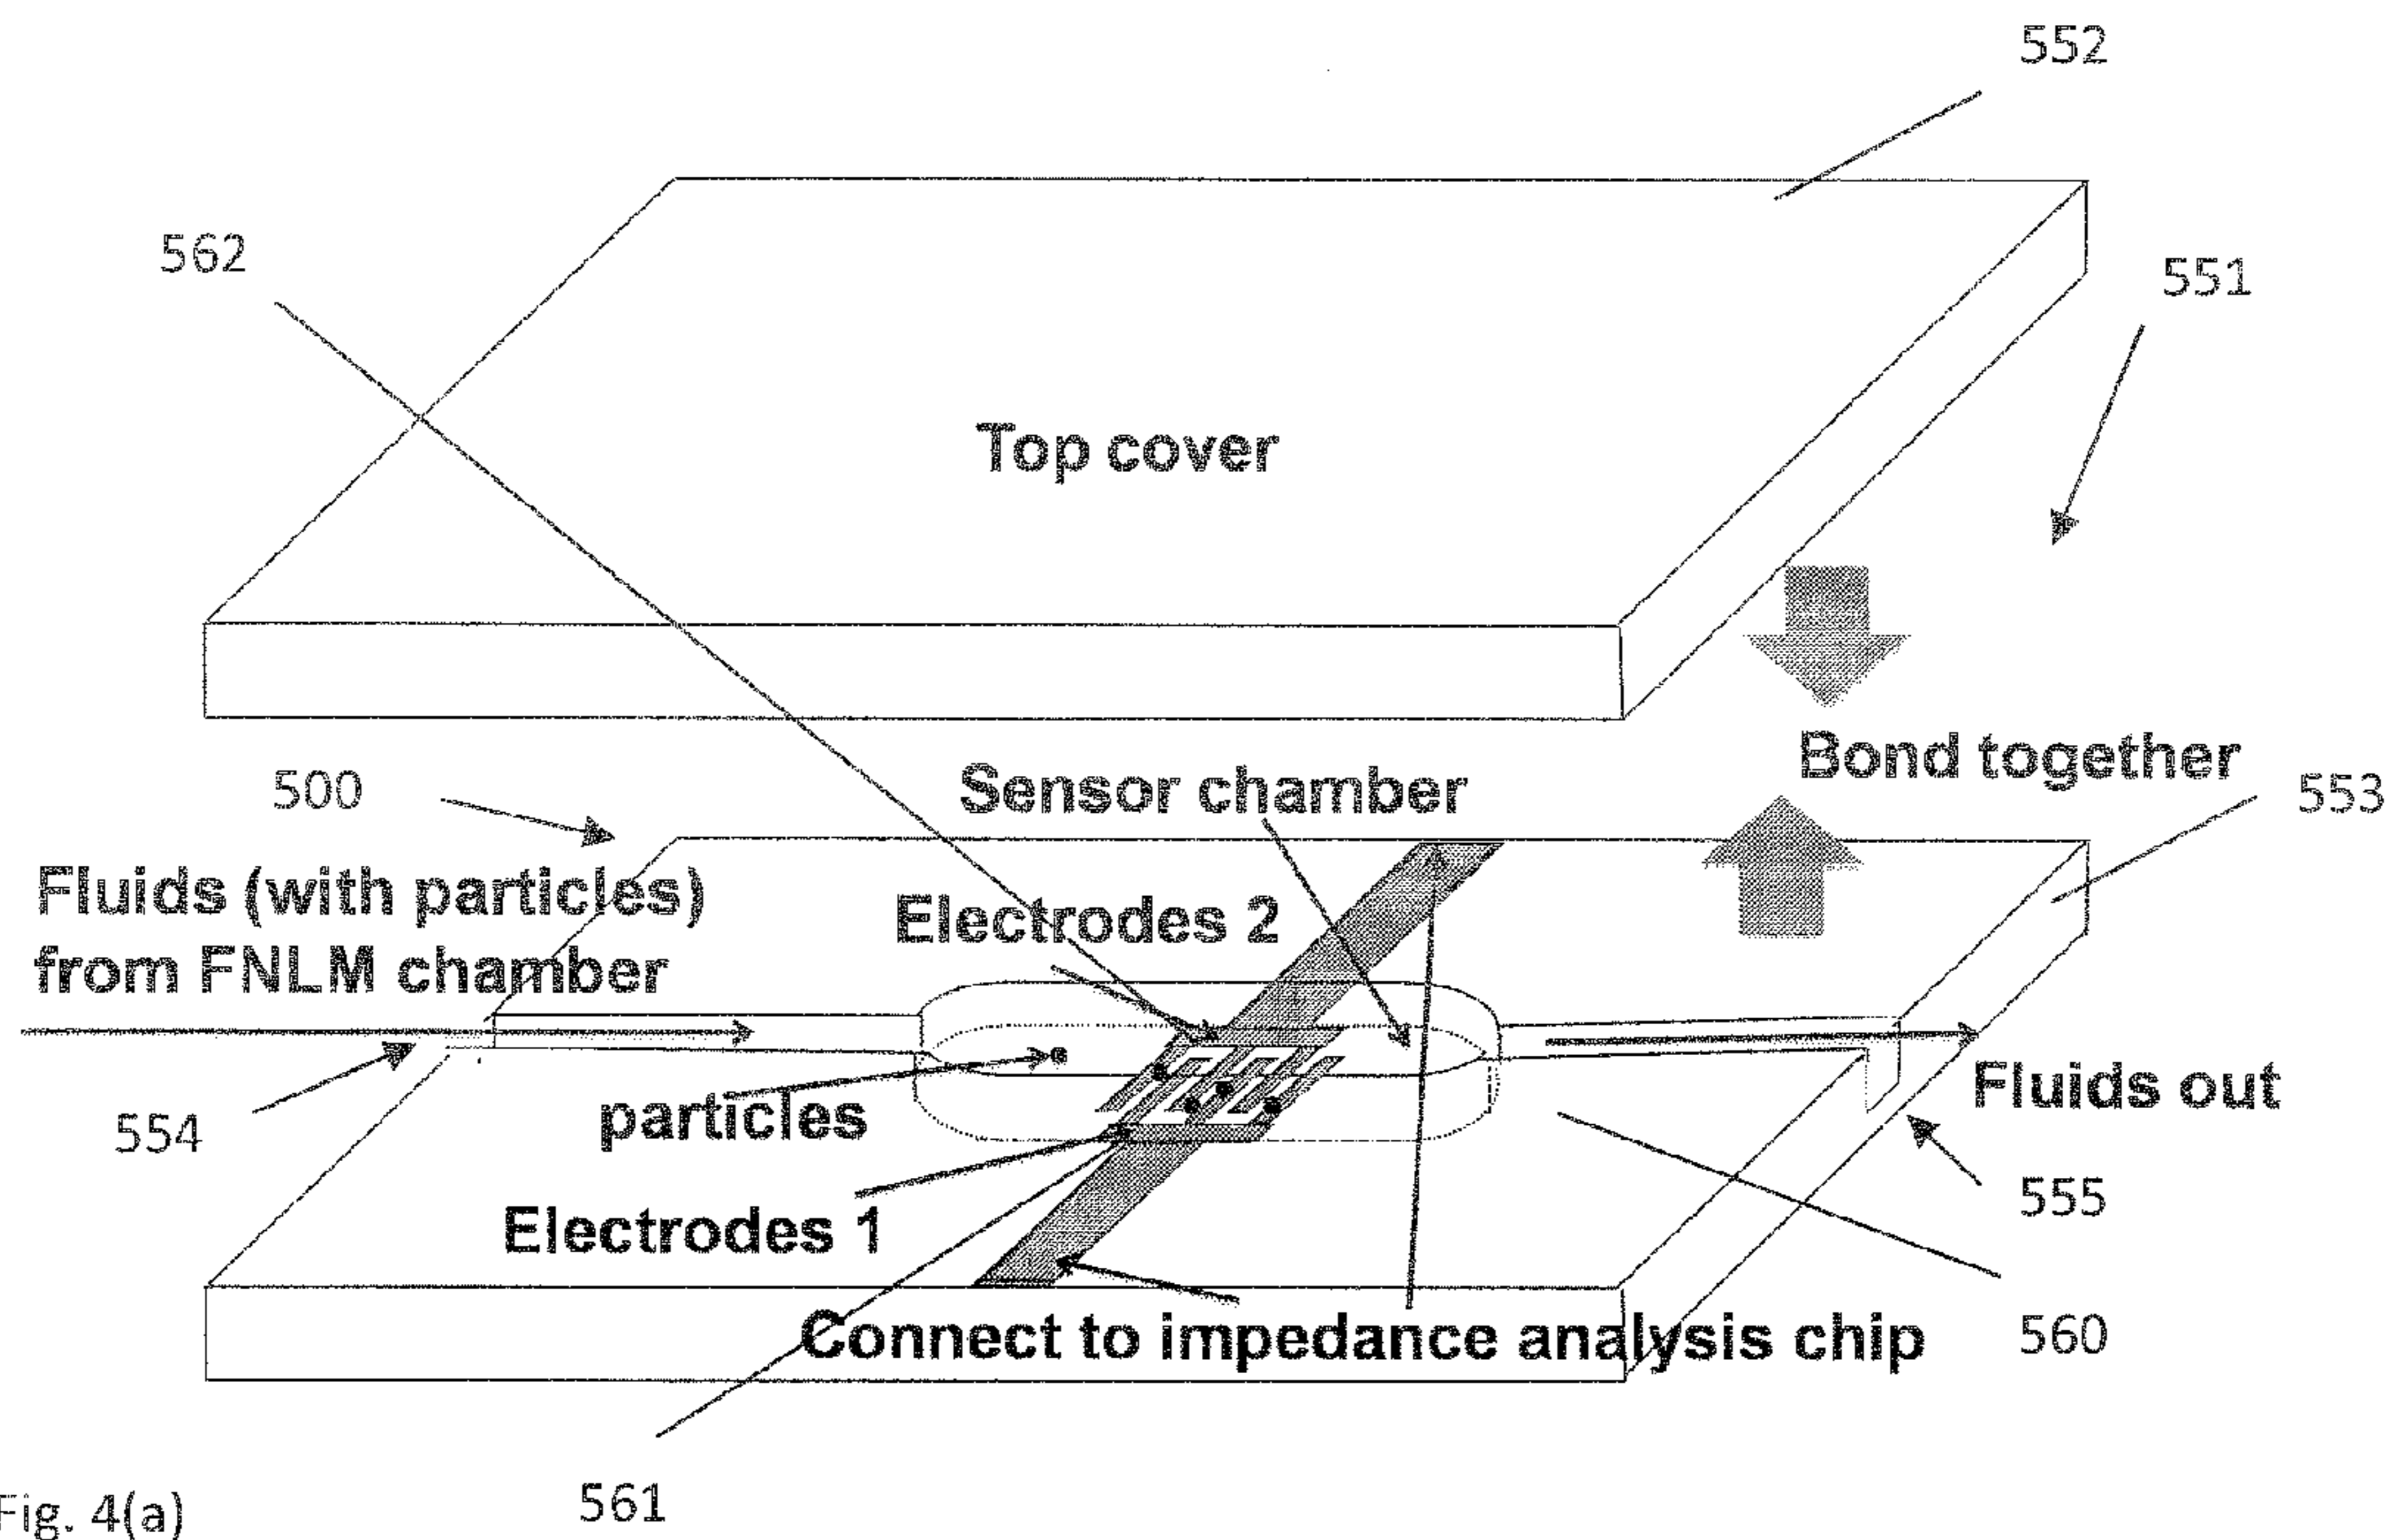 552
562
551
Top cover
Bond together
500
Sensor chamber
553
Fluids (with particles)
from FNLM chamber
Electrodes 2
Fluids out
554
particles
555
Electrodes 1
Connect to impedance analysis chip
560
561
Fig. 4(a)